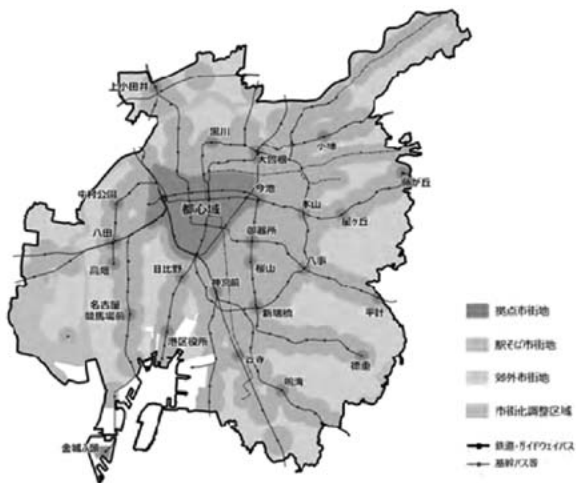 上小田井
黒川
小幡
大曽根
藤が丘
中村公園
今池
都心域
本山
星ヶ丘
八田
御器所
高畑
日比野
桜山
八事
神宮前
名古屋
競馬場前
新瑞橋
平針
港区役所
笠寺
徳重
鳴海
金城ふ頭
拠点市街地
駅そば市街地
郊外市街地
市街化調整区域
鉄道・ガイドウェイバス
基幹バス等